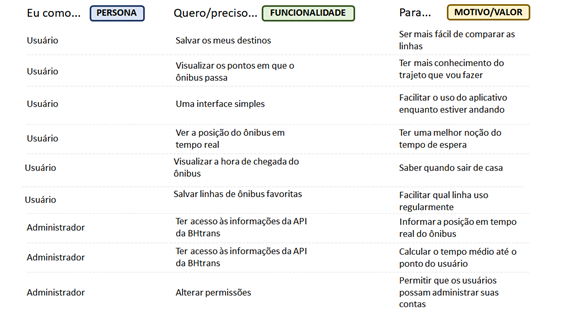 Eu como... PERSONA Quero/preciso... FUNCIONALIDADE Para... MOTIVO/VALOR
Usuário
Salvar os meus destinos
Ser mais fácil de comparar as
linhas
Usuário
Visualizar os pontos em que o
ônibus passa
Ter mais conhecimento do
trajeto que vou fazer
Usuário
Uma interface simples
Facilitar o uso do aplicativo
enquanto estiver andando
Usuário
Ver a posição do ônibus em
tempo real
Ter uma melhor noção do
tempo de espera
Usuário
Visualizar a hora de chegada do
ônibus
Saber quando sair de casa
Usuário
Salvar linhas de ônibus favoritas
Facilitar qual linha uso
regularmente
Administrador
Ter acesso às informações da API
da BHtrans
Informar a posição em tempo
real do ônibus
Administrador
Ter acesso às informações da API
da BHtrans
Calcular o tempo médio até o
ponto do usuário
Administrador
Alterar permissões
Permitir que os usuários
possam administrar suas
contas